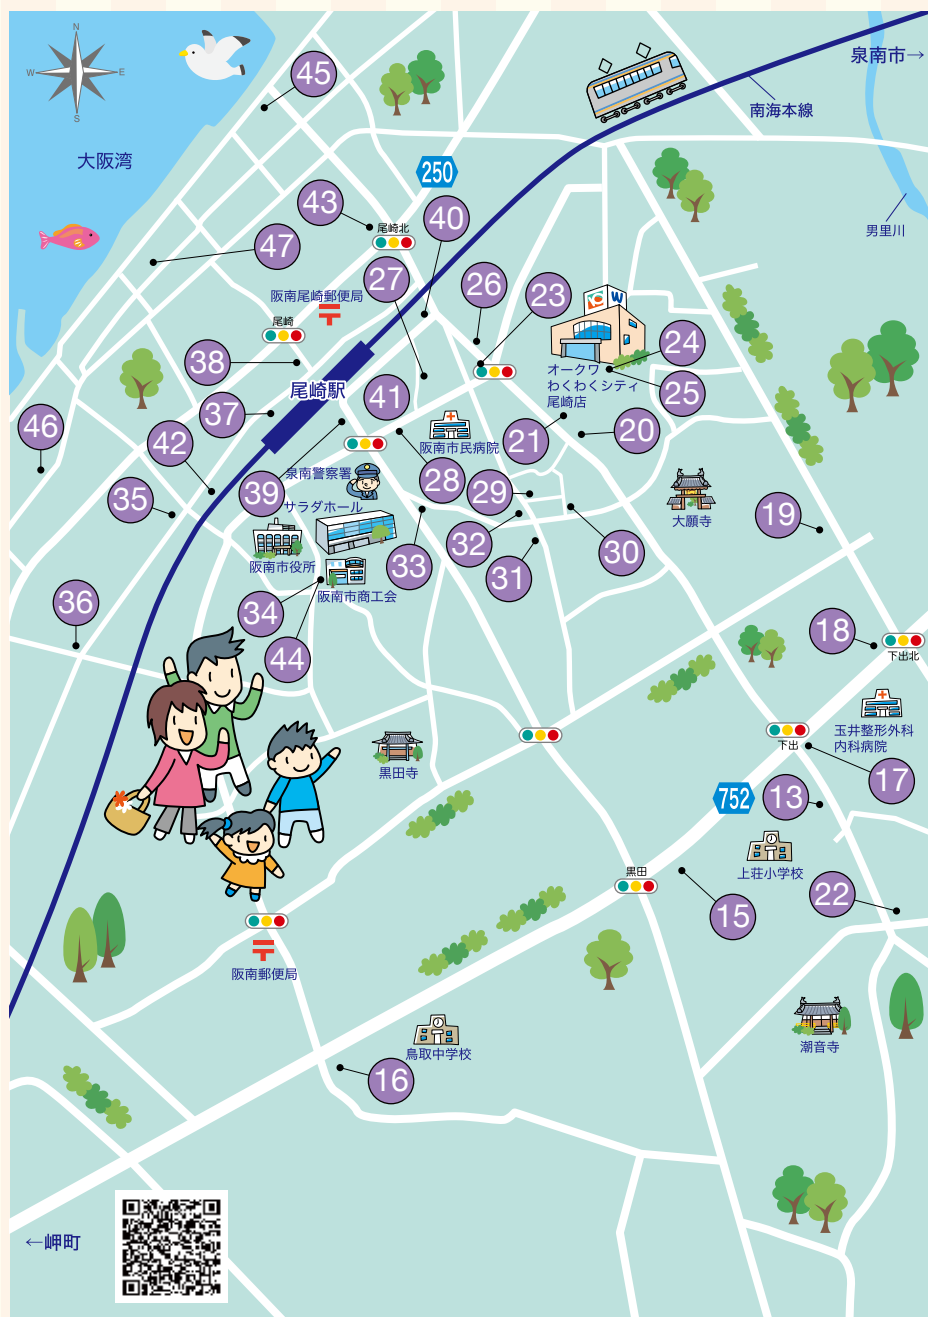 N
W
E
S
45
泉南市→
南海本線
大阪湾
250
43
尾崎北
40
男里川
47
27
26
23
阪南尾崎郵便局
尾崎
W
24
38
オークワ
わくわくシティ
尾崎店
25
尾崎駅
41
37
46
42
阪南市民病院
21
20
泉南警察署
39
28
29
35
サラダホール
大願寺
19
32
33
31
30
阪南市役所
阪南市商工会
36
34
18
44
下出北
玉井整形外科
内科病院
下出
黒田寺
17
752
13
上荘小学校
黒田
15
22
阪南郵便局
潮音寺
鳥取中学校
16
←岬町